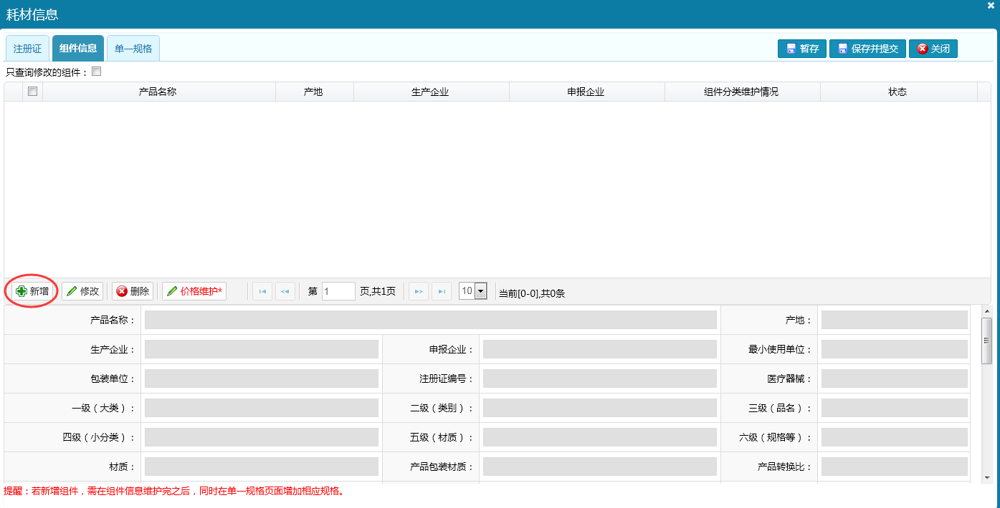 耗材信息
注册证 组件信息 单一规格 暂存 保存并提交 关闭
只查询修改的组件：
产品名称 产地 生产企业 申报企业 组件分类维护情况 状态
新增 修改 删除 价格维护* 第 1 页,共1页 10 当前[0-0],共0条
产品名称： 产地：
生产企业： 申报企业： 最小使用单位：
包装单位： 注册证编号： 医疗器械：
一级（大类）： 二级（类别）： 三级（品名）：
四级（小分类）： 五级（材质）： 六级（规格等）：
材质： 产品包装材质： 产品转换比：
提醒：若新增组件，需在组件信息维护完之后，同时在单一规格页面增加相应规格。